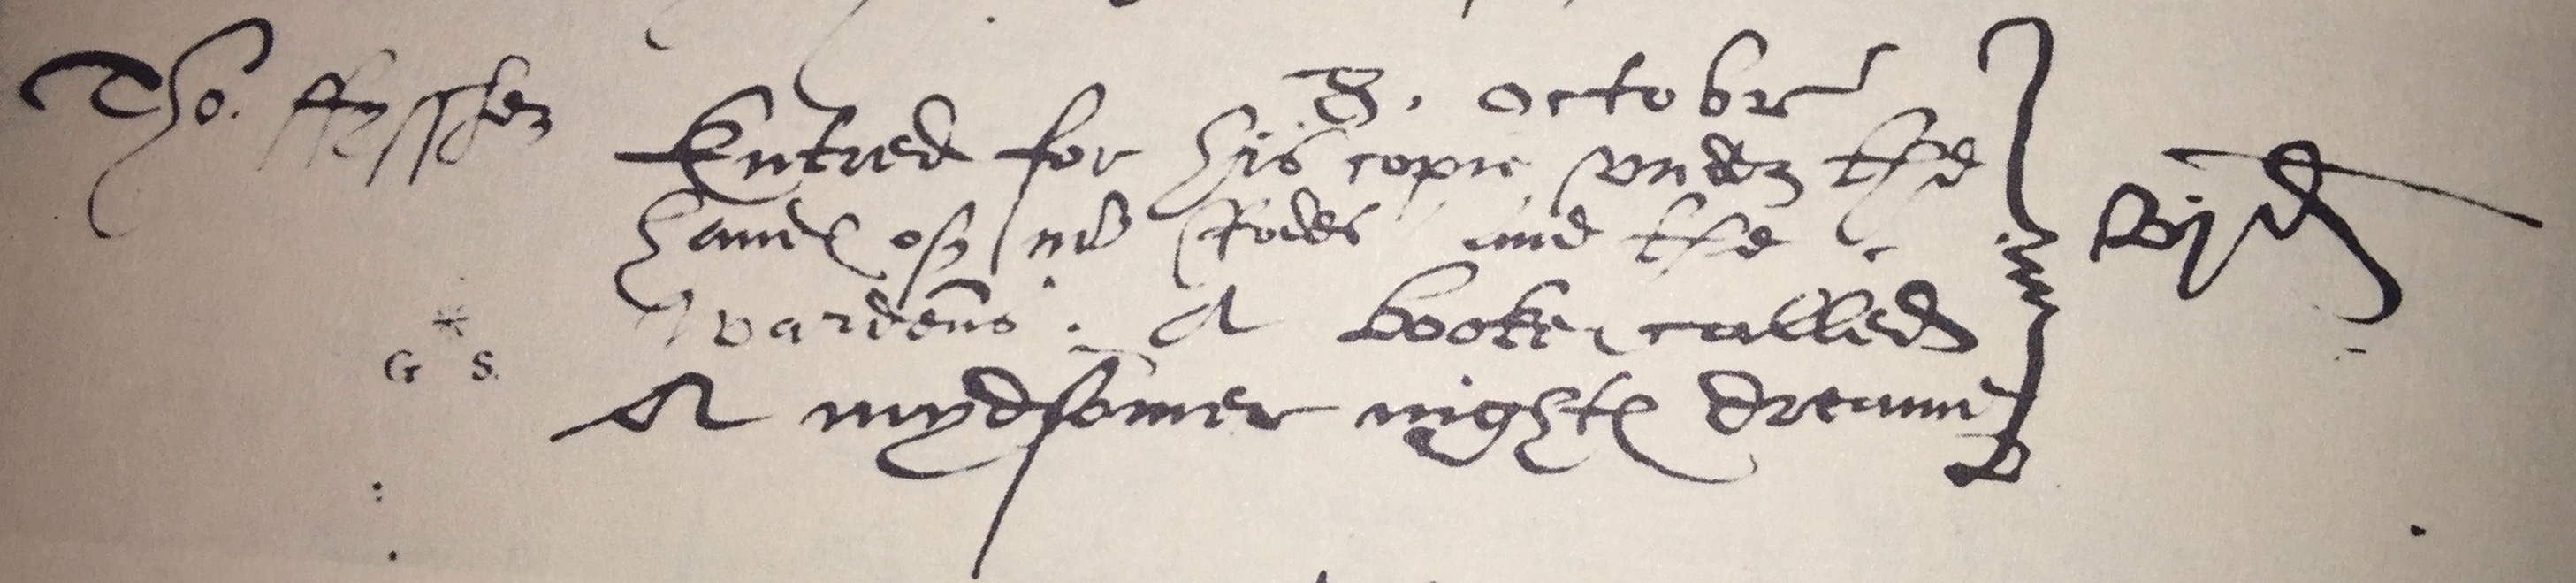 8. octobr
Tho. ffyssher Entred for his copie vnder the vjd
handes of mr Rodes and the
Wardens. A booke called
A mydsomer nightes dreame
G S.